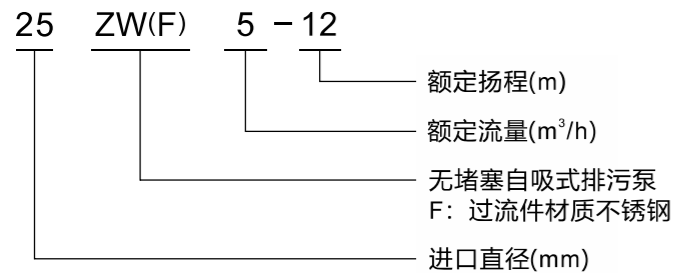 25 ZW(F) 5 - 12
额定扬程(m)
额定流量(m³/h)
无堵塞自吸式排污泵
F：过流件材质不锈钢
进口直径(mm)